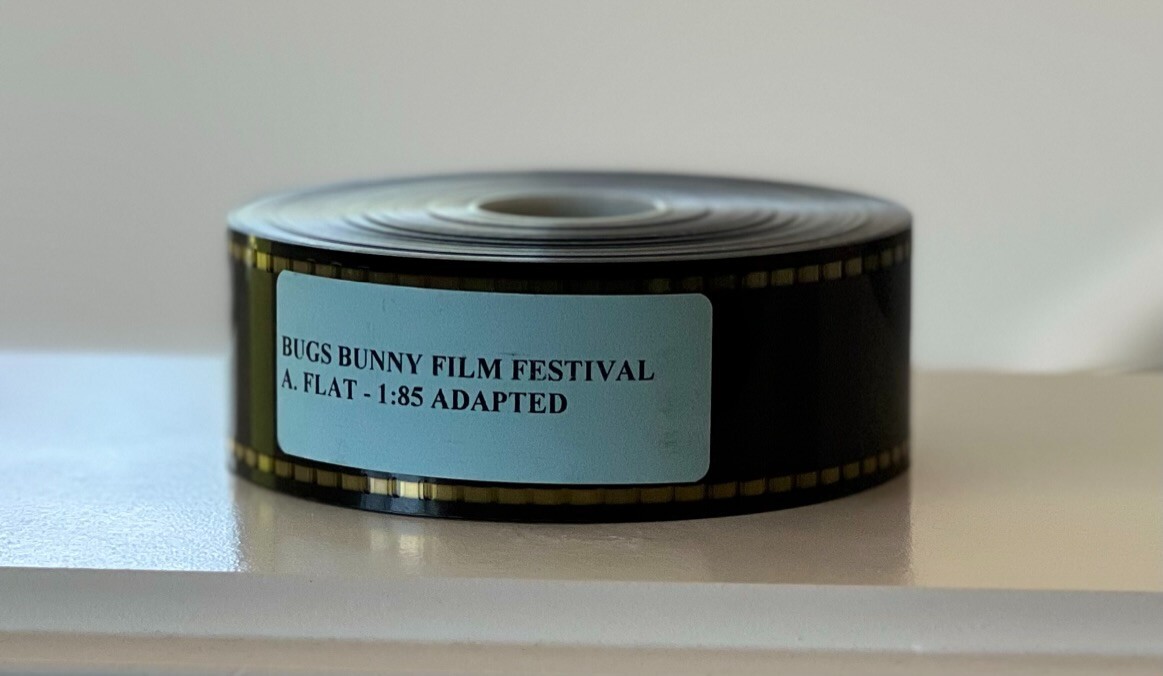 BUGS BUNNY FILM FESTIVAL
A. FLAT - 1:85 ADAPTED